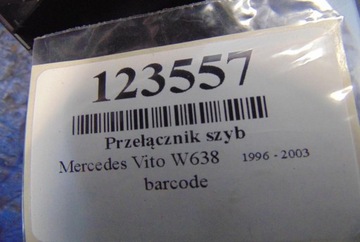 123557
Przełącznik szyb
Mercedes Vito W638 1996 - 2003
barcode